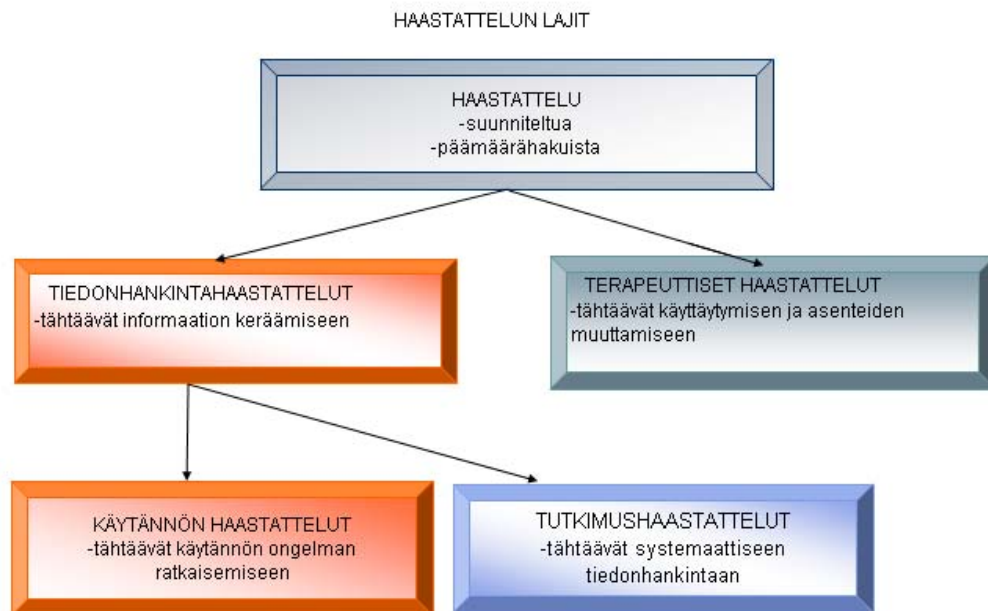 HAASTATTELUN LAJIT
HAASTATTELU
-suunniteltua
-päämäärähakuista
TIEDONHANKINTAHAASTATTELUT
-tähtäävät informaation keräämiseen
TERAPEUTTISET HAASTATTELUT
-tähtäävät käyttäytymisen ja asenteiden
muuttamiseen
KÄYTÄNNÖN HAASTATTELUT
-tähtäävät käytännön ongelman
ratkaisemiseen
TUTKIMUSHAASTATTELUT
-tähtäävät systemaattiseen
tiedonhankintaan